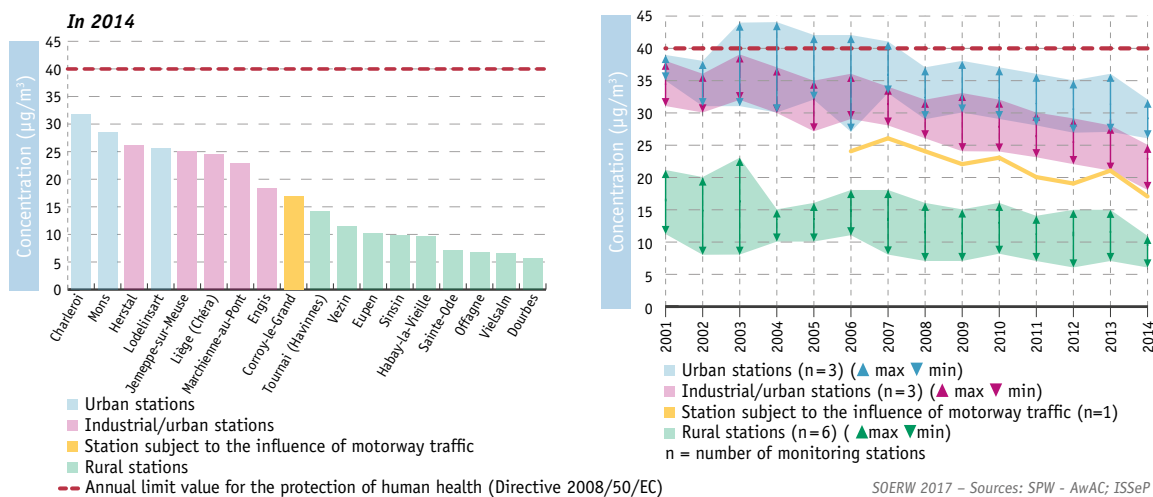 In 2014
Concentration (µg/m³)
45
40
35
30
25
20
15
10
5
0
Charleroi
Mons
Herstal
Lodelinsart
Jemeppe-sur-Meuse
Liège (Chéra)
Marchienne-au-Pont
Engis
Corroy-le-Grand
Tournai (Havinnes)
Vezin
Eupen
Sinsin
Habay-la-Vieille
Sainte-Ode
Offagne
Vielsalm
Dourbes
Urban stations
Industrial/urban stations
Station subject to the influence of motorway traffic
Rural stations
Annual limit value for the protection of human health (Directive 2008/50/EC)
Concentration (µg/m³)
45
40
35
30
25
20
15
10
5
0
2001
2002
2003
2004
2005
2006
2007
2008
2009
2010
2011
2012
2013
2014
Urban stations (n=3) (▲ max ▼ min)
Industrial/urban stations (n=3) (▲ max ▼ min)
Station subject to the influence of motorway traffic (n=1)
Rural stations (n=6) ( ▲max ▼min)
n = number of monitoring stations
SOERW 2017 – Sources: SPW - AwAC; ISSeP